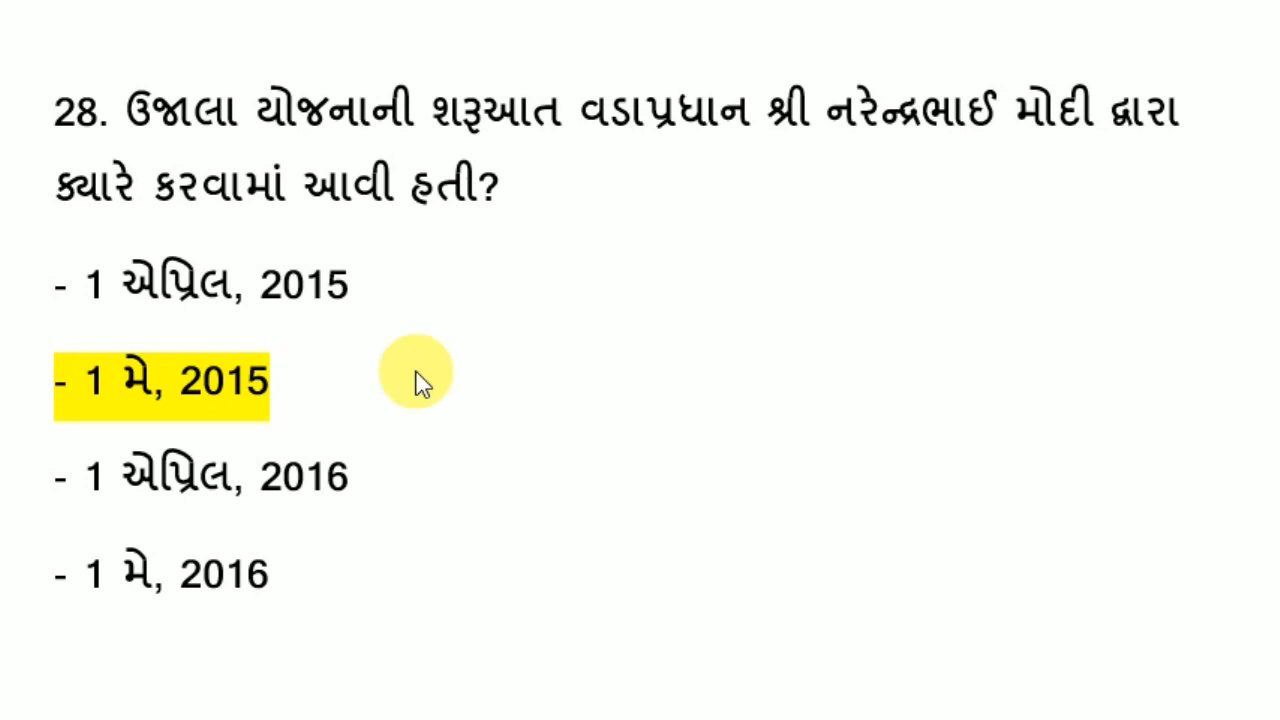 28. ઉજાલા યોજનાની શરૂઆત વડાપ્રધાન શ્રી નરેન્દ્રભાઈ મોદી દ્વારા
ક્યારે કરવામાં આવી હતી?
- 1 એપ્રિલ, 2015
- 1 મે, 2015
- 1 એપ્રિલ, 2016
- 1 મે, 2016